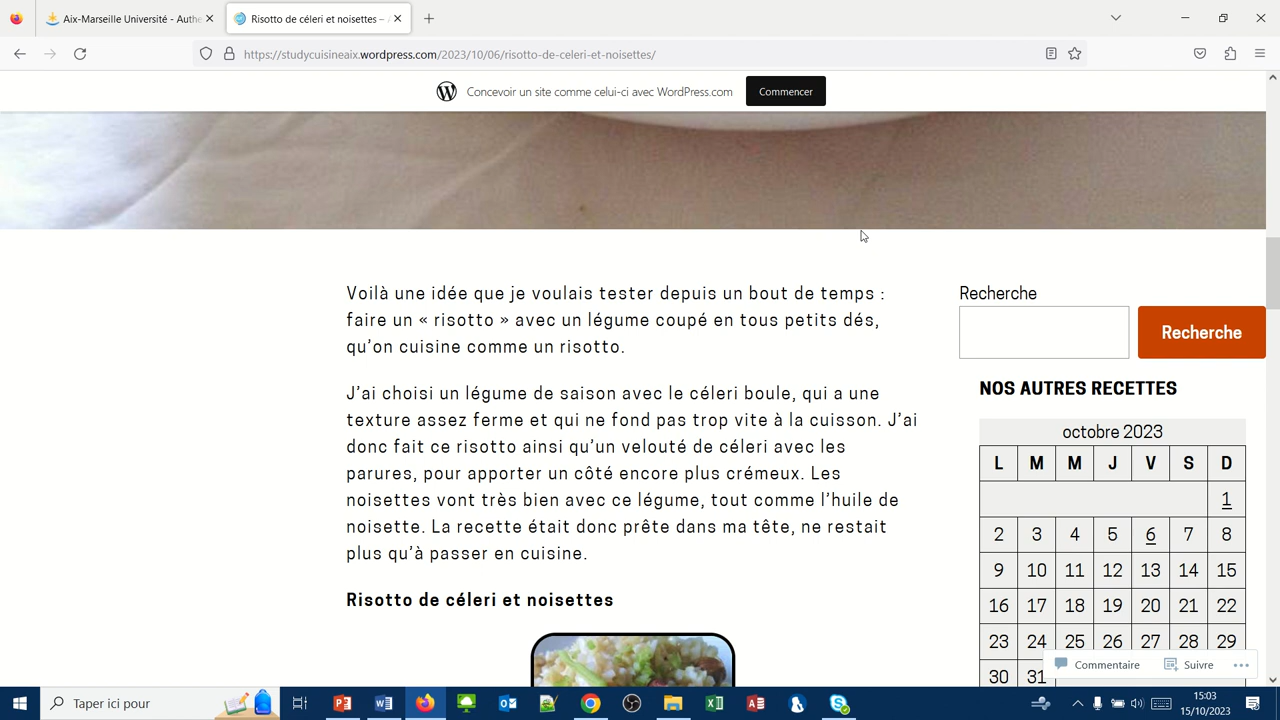 Aix-Marseille Université - Authe
Risotto de céleri et noisettes –
https://studycuisineaix.wordpress.com/2023/10/06/risotto-de-celeri-et-noisettes/
Concevoir un site comme celui-ci avec WordPress.com
Commencer
Voilà une idée que je voulais tester depuis un bout de temps :
faire un « risotto » avec un légume coupé en tous petits dés,
qu’on cuisine comme un risotto.
J’ai choisi un légume de saison avec le céleri boule, qui a une
texture assez ferme et qui ne fond pas trop vite à la cuisson. J’ai
donc fait ce risotto ainsi qu’un velouté de céleri avec les
parures, pour apporter un côté encore plus crémeux. Les
noisettes vont très bien avec ce légume, tout comme l’huile de
noisette. La recette était donc prête dans ma tête, ne restait
plus qu’à passer en cuisine.
Risotto de céleri et noisettes
Recherche
Recherche
NOS AUTRES RECETTES
octobre 2023
L M M J V S D
1
2 3 4 5 6 7 8
9 10 11 12 13 14 15
16 17 18 19 20 21 22
23 24 25 26 27 28 29
30 31
Commentaire
Suivre
Taper ici pour
15:03
15/10/2023